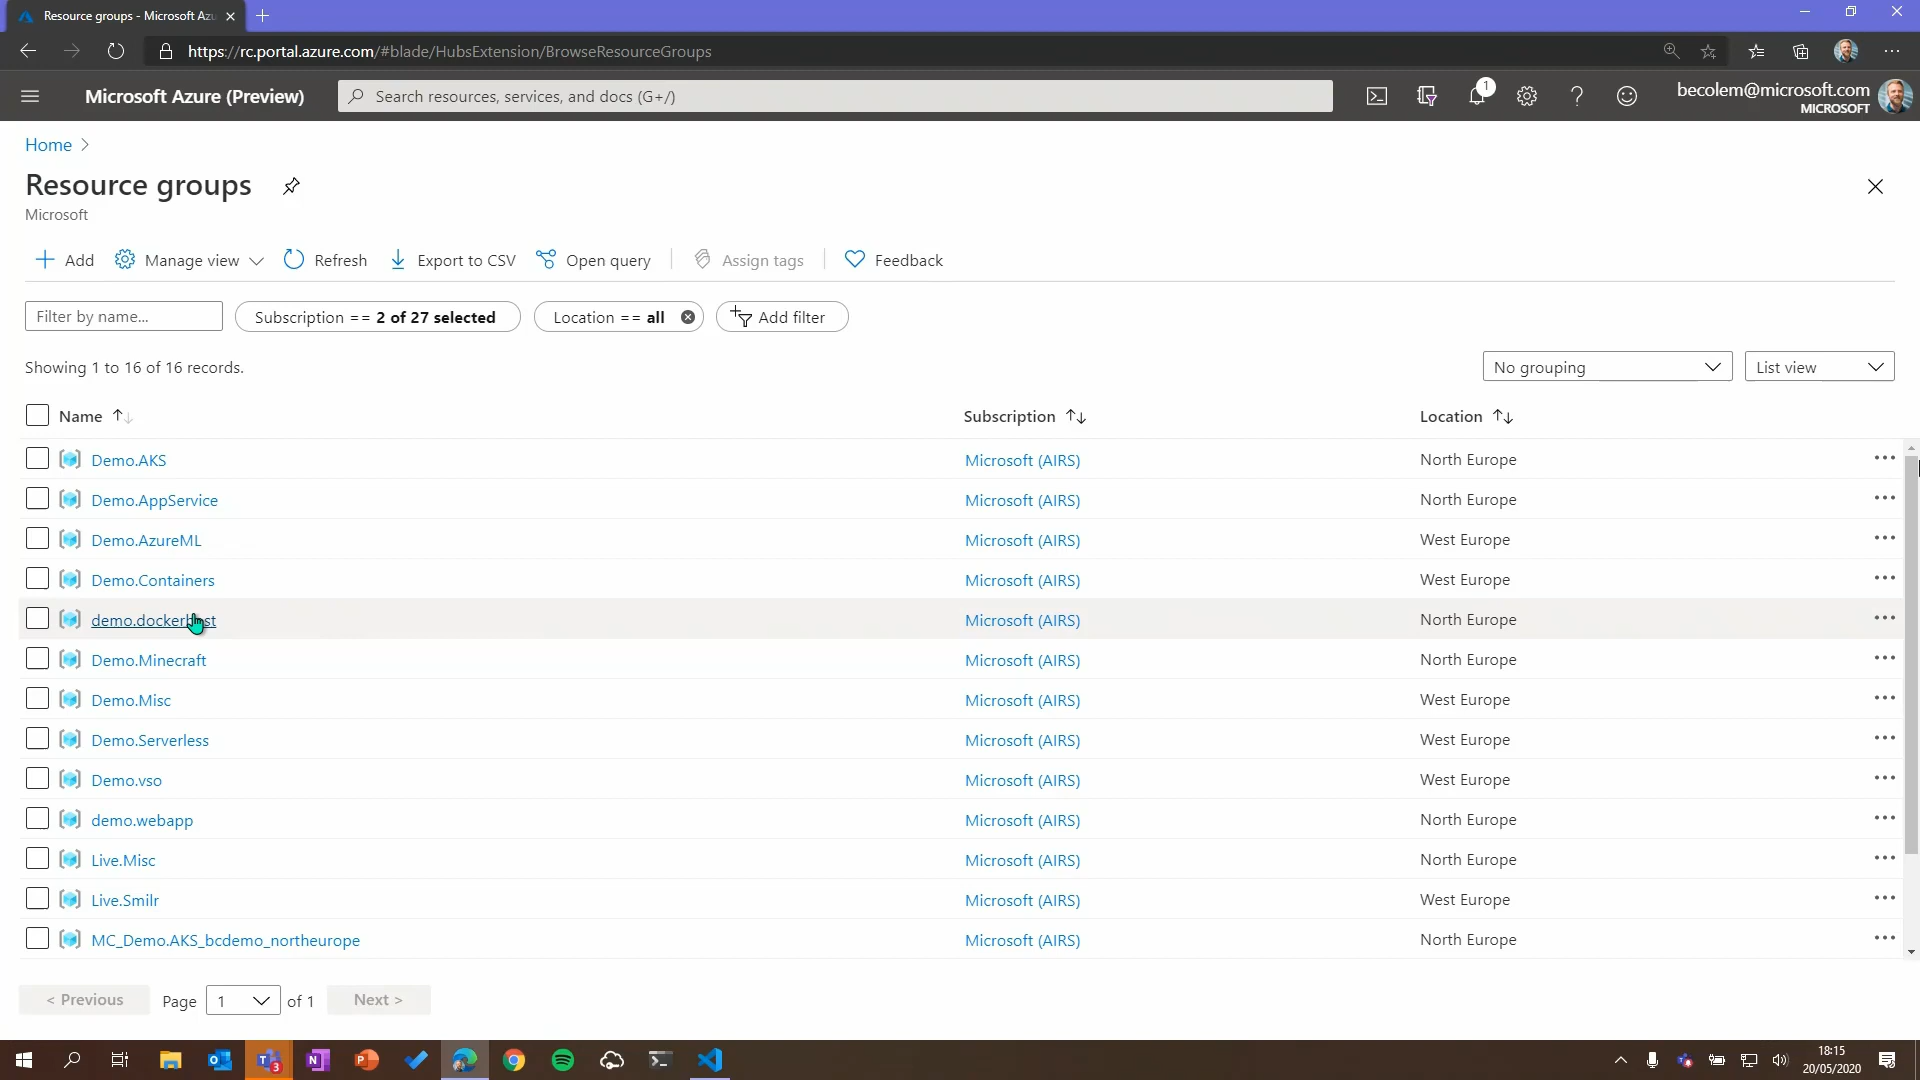 Resource groups - Microsoft Azu
https://rc.portal.azure.com/#blade/HubsExtension/BrowseResourceGroups
Microsoft Azure (Preview)
Search resources, services, and docs (G+/)
1
becolem@microsoft.com
MICROSOFT
Home
Resource groups
Microsoft
Add
Manage view
Refresh
Export to CSV
Open query
Assign tags
Feedback
Filter by name...
Subscription == 2 of 27 selected
Location == all
Add filter
Showing 1 to 16 of 16 records.
No grouping
List view
Name Subscription Location
Demo.AKS Microsoft (AIRS) North Europe
Demo.AppService Microsoft (AIRS) North Europe
Demo.AzureML Microsoft (AIRS) West Europe
Demo.Containers Microsoft (AIRS) West Europe
demo.dockerhost Microsoft (AIRS) North Europe
Demo.Minecraft Microsoft (AIRS) North Europe
Demo.Misc Microsoft (AIRS) West Europe
Demo.Serverless Microsoft (AIRS) West Europe
Demo.vso Microsoft (AIRS) West Europe
demo.webapp Microsoft (AIRS) North Europe
Live.Misc Microsoft (AIRS) North Europe
Live.Smilr Microsoft (AIRS) West Europe
MC_Demo.AKS_bcdemo_northeurope Microsoft (AIRS) North Europe
< Previous Page 1 of 1 Next >
3
18:15
20/05/2020